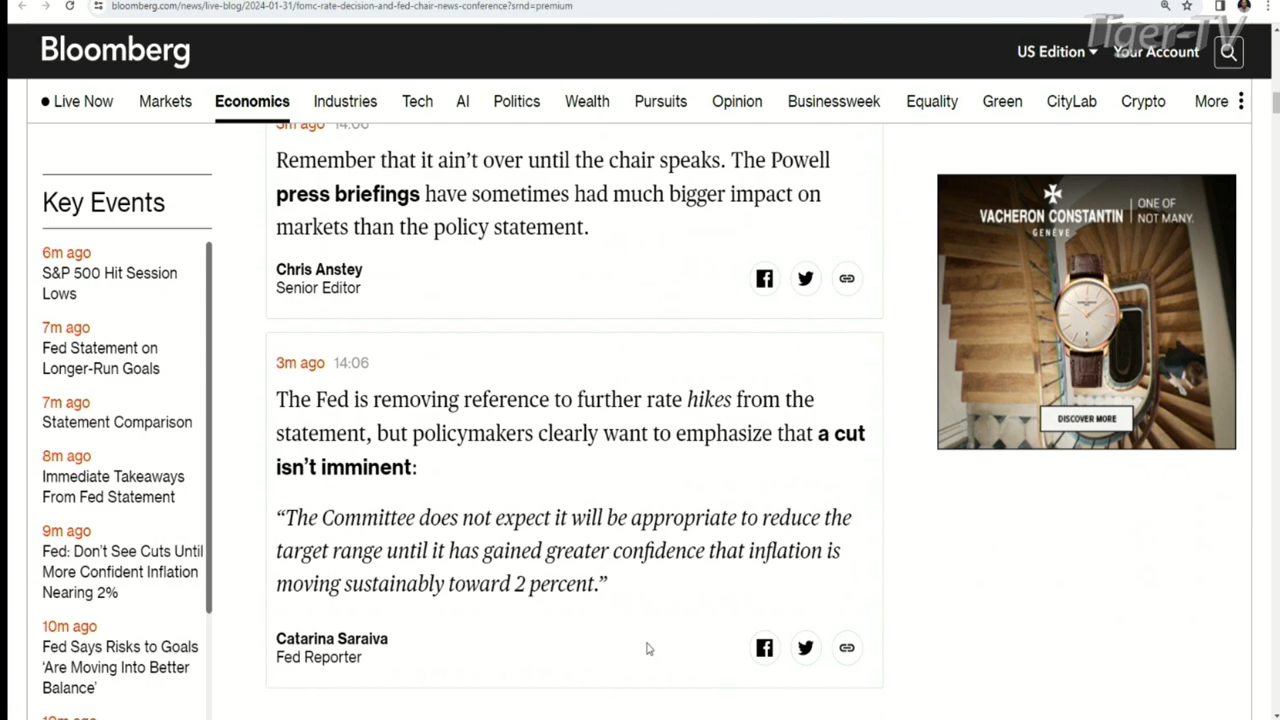 bloomberg.com/news/live-blog/2024-01-31/fomc-rate-decision-and-fed-chair-news-conference?srnd=premium
Tiger-TV
Bloomberg
US Edition
Your Account
Live Now
Markets
Economics
Industries
Tech
AI
Politics
Wealth
Pursuits
Opinion
Businessweek
Equality
Green
CityLab
Crypto
More
Key Events
6m ago
S&P 500 Hit Session
Lows
7m ago
Fed Statement on
Longer-Run Goals
7m ago
Statement Comparison
8m ago
Immediate Takeaways
From Fed Statement
9m ago
Fed: Don’t See Cuts Until
More Confident Inflation
Nearing 2%
10m ago
Fed Says Risks to Goals
‘Are Moving Into Better
Balance’
3m ago 14:06
Remember that it ain’t over until the chair speaks. The Powell
press briefings have sometimes had much bigger impact on
markets than the policy statement.
Chris Anstey
Senior Editor
3m ago 14:06
The Fed is removing reference to further rate hikes from the
statement, but policymakers clearly want to emphasize that a cut
isn’t imminent:
“The Committee does not expect it will be appropriate to reduce the
target range until it has gained greater confidence that inflation is
moving sustainably toward 2 percent.”
Catarina Saraiva
Fed Reporter
VACHERON CONSTANTIN
GENÈVE
ONE OF
NOT MANY.
DISCOVER MORE